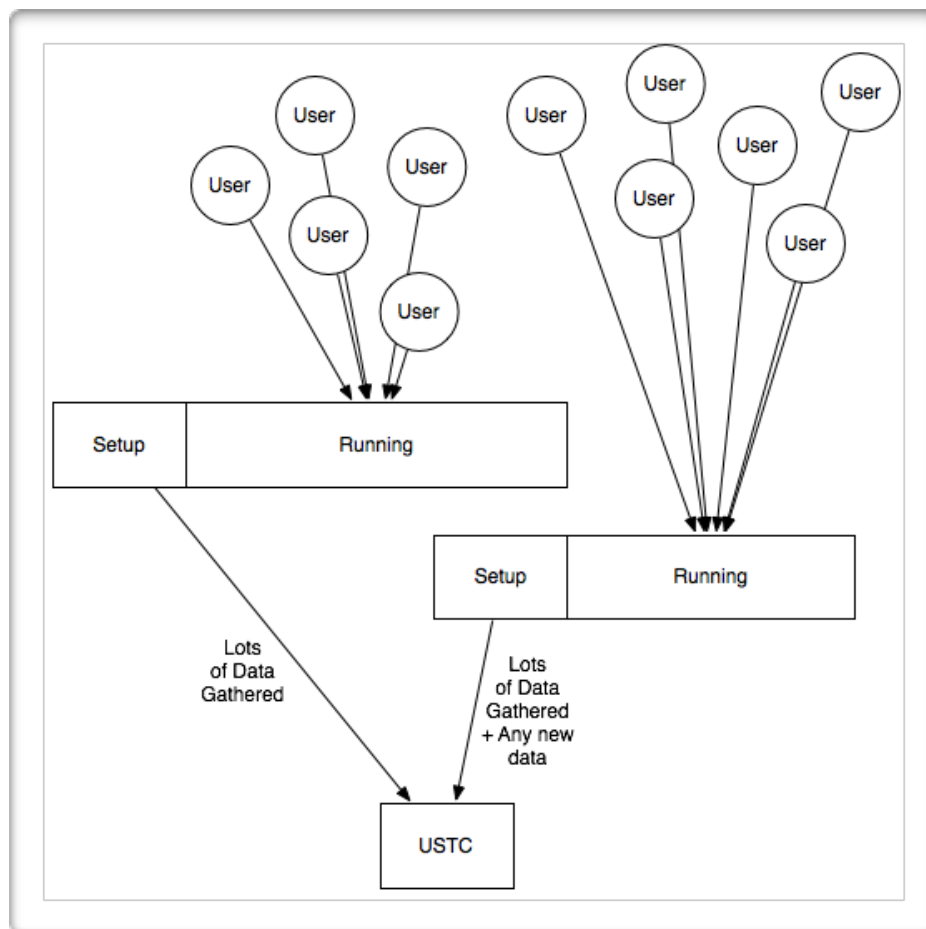 User
User
User
User
User
User
User
User
User
User
User
Setup
Running
Setup
Running
Lots
of Data
Gathered
Lots
of Data
Gathered
+ Any new
data
USTC